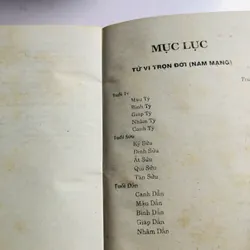 MỤC LỤC
TỬ VI TRỌN ĐỜI (NAM MẠNG)
Tuổi Tý
Mậu Tý
Bính Tý
Giáp Tý
Nhâm Tý
Canh Tý
Tuổi Sửu
Kỷ Sửu
Đinh Sửu
Ất Sửu
Quý Sửu
Tân Sửu
Tuổi Dần
Canh Dần
Mậu Dần
Bính Dần
Giáp Dần
Nhâm Dần